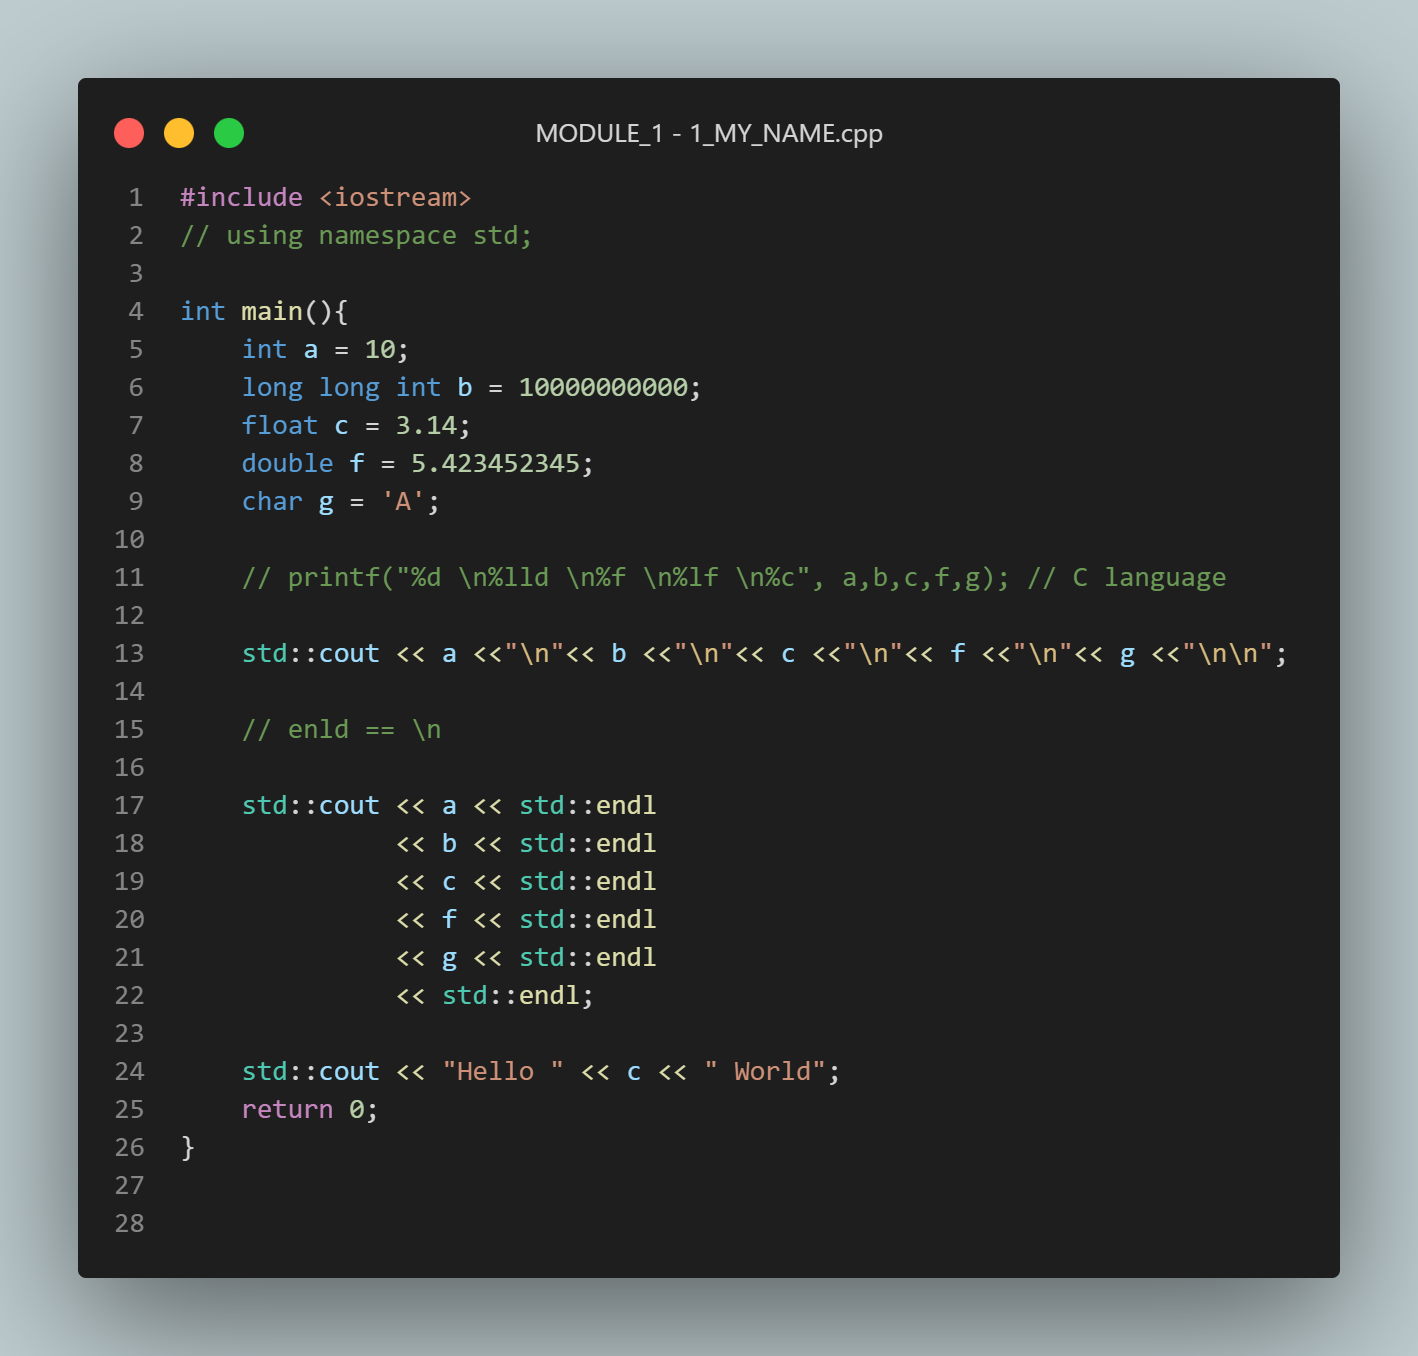 MODULE_1 - 1_MY_NAME.cpp
1 #include <iostream>
2 // using namespace std;
3
4 int main(){
5     int a = 10;
6     long long int b = 10000000000;
7     float c = 3.14;
8     double f = 5.423452345;
9     char g = 'A';
10
11     // printf("%d \n%lld \n%f \n%lf \n%c", a,b,c,f,g); // C language
12
13     std::cout << a <<"\n"<< b <<"\n"<< c <<"\n"<< f <<"\n"<< g <<"\n\n";
14
15     // enld == \n
16
17     std::cout << a << std::endl
18               << b << std::endl
19               << c << std::endl
20               << f << std::endl
21               << g << std::endl
22               << std::endl;
23
24     std::cout << "Hello " << c << " World";
25     return 0;
26 }
27
28